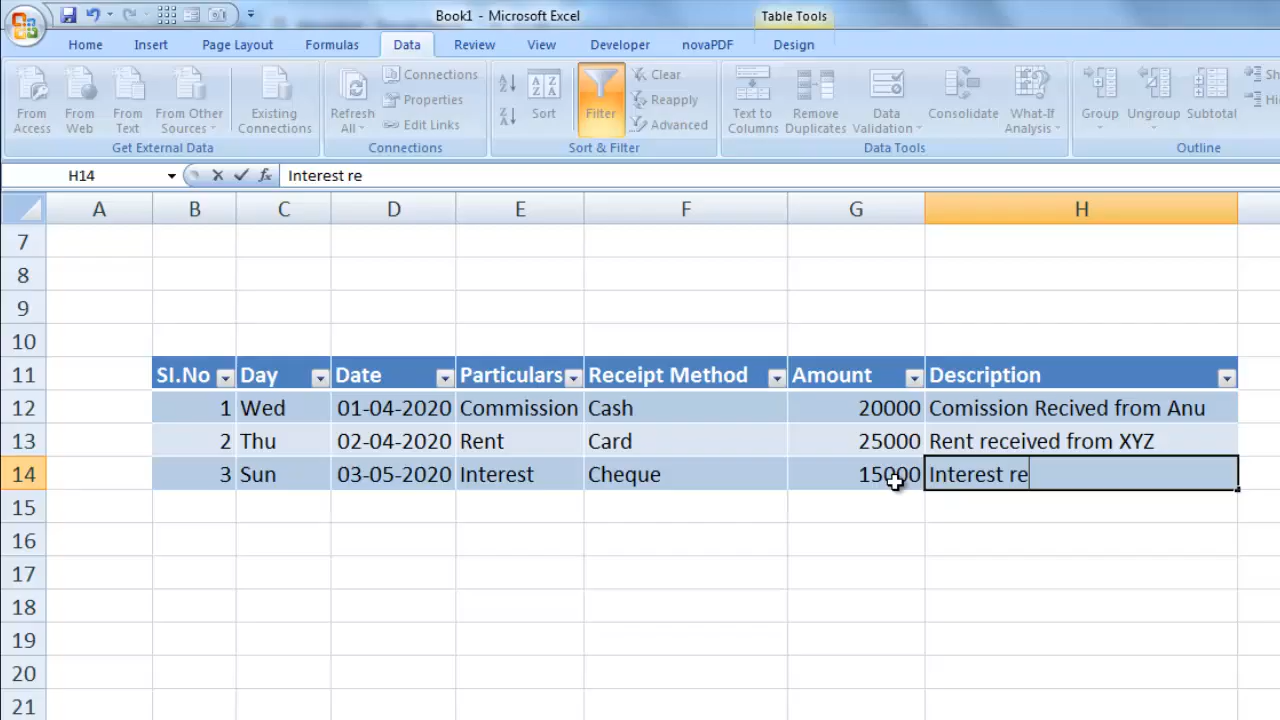 Book1 - Microsoft Excel
Table Tools
Home Insert Page Layout Formulas Data Review View Developer novaPDF Design
From Access
From Web
From Text
From Other Sources
Existing Connections
Get External Data
Refresh All
Connections
Properties
Edit Links
Connections
Sort
Filter
Clear
Reapply
Advanced
Sort & Filter
Text to Columns
Remove Duplicates
Data Validation
Consolidate
What-If Analysis
Data Tools
Group
Ungroup
Subtotal
Outline
H14 fx Interest re
A B C D E F G H
7
8
9
10
11 SI.No Day Date Particulars Receipt Method Amount Description
12 1 Wed 01-04-2020 Commission Cash 20000 Comission Recived from Anu
13 2 Thu 02-04-2020 Rent Card 25000 Rent received from XYZ
14 3 Sun 03-05-2020 Interest Cheque 15000 Interest re
15
16
17
18
19
20
21